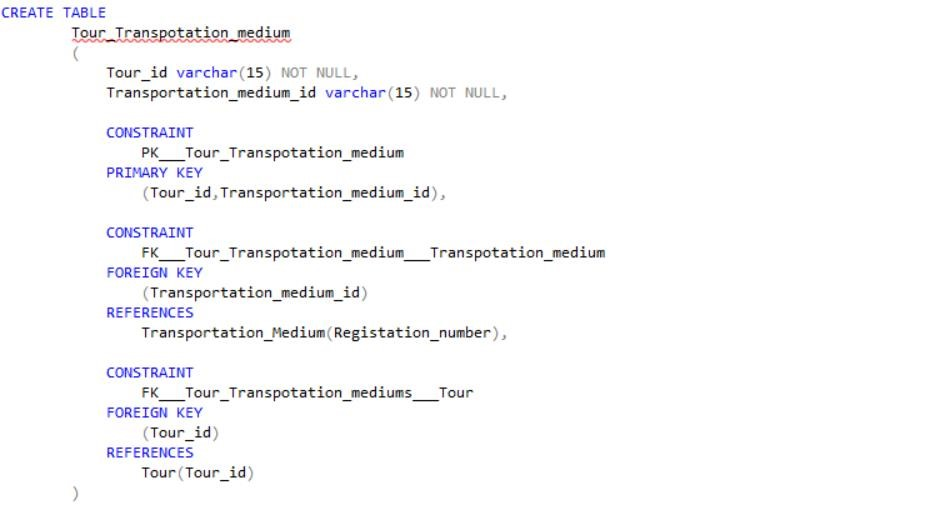 CREATE TABLE
Tour_Transpotation_medium
(
Tour_id varchar(15) NOT NULL,
Transportation_medium_id varchar(15) NOT NULL,
CONSTRAINT
PK___Tour_Transpotation_medium
PRIMARY KEY
(Tour_id,Transportation_medium_id),
CONSTRAINT
FK___Tour_Transpotation_medium___Transpotation_medium
FOREIGN KEY
(Transportation_medium_id)
REFERENCES
Transportation_Medium(Registation_number),
CONSTRAINT
FK___Tour_Transpotation_mediums___Tour
FOREIGN KEY
(Tour_id)
REFERENCES
Tour(Tour_id)
)